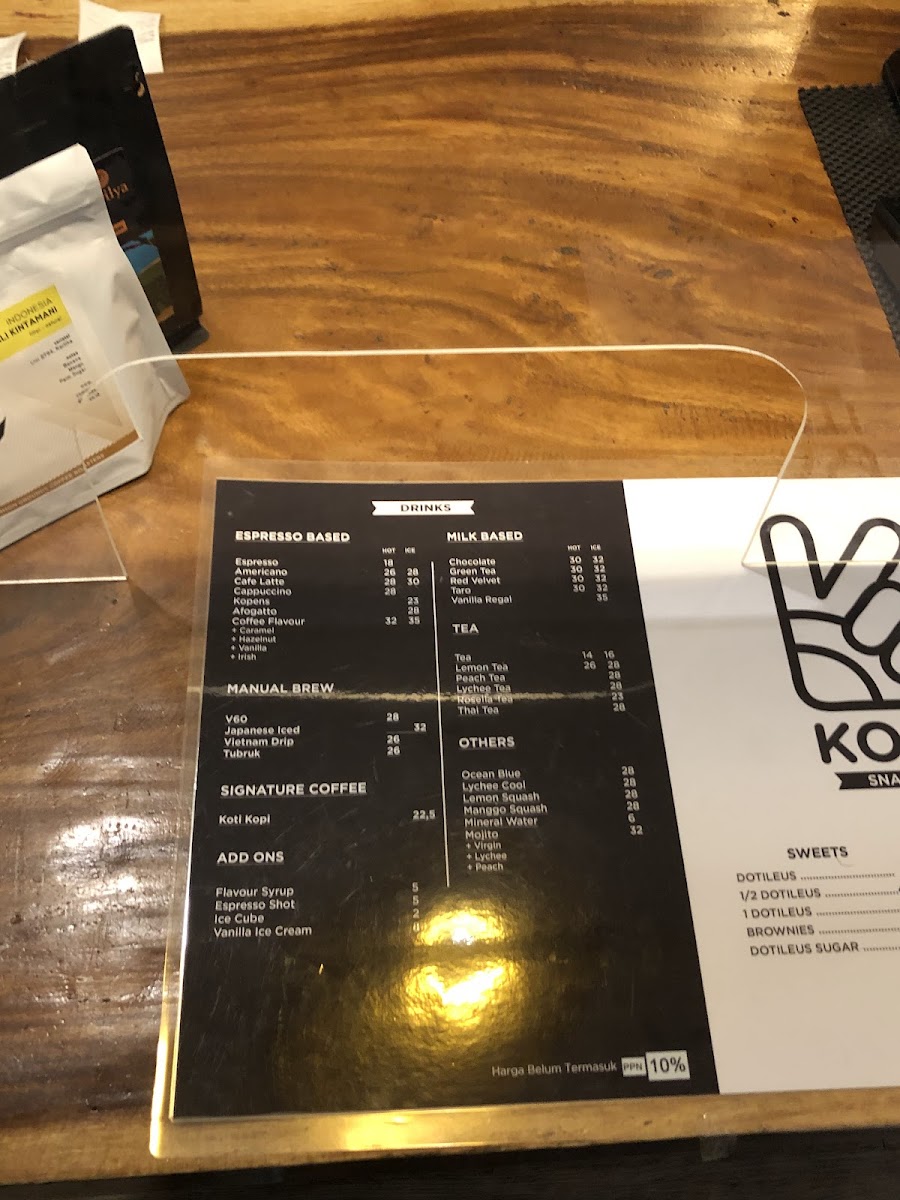 INDONESIA
LI KINTAMANI
DRINKS
ESPRESSO BASED
HOT ICE
Espresso 18
Americano 26 28
Cafe Latte 28 30
Cappuccino 28
Kopens 23
Afogatto 28
Coffee Flavour 32 35
+ Caramel
+ Hazelnut
+ Vanilla
+ Irish
MANUAL BREW
V60 28
Japanese Iced 32
Vietnam Drip 26
Tubruk 26
SIGNATURE COFFEE
Koti Kopi 22,5
ADD ONS
Flavour Syrup 5
Espresso Shot 5
Ice Cube 2
Vanilla Ice Cream
MILK BASED
HOT ICE
Chocolate 30 32
Green Tea 30 32
Red Velvet 30 32
Taro 30 32
Vanilla Regal 35
TEA
Tea 14 16
Lemon Tea 26 28
Peach Tea 28
Lychee Tea 28
Rosella Tea 23
Thai Tea 28
OTHERS
Ocean Blue 28
Lychee Cool 28
Lemon Squash 28
Manggo Squash 28
Mineral Water 6
Mojito 32
+ Virgin
+ Lychee
+ Peach
Harga Belum Termasuk PPN 10%
KO
SNA
SWEETS
DOTILEUS
1/2 DOTILEUS
1 DOTILEUS
BROWNIES
DOTILEUS SUGAR